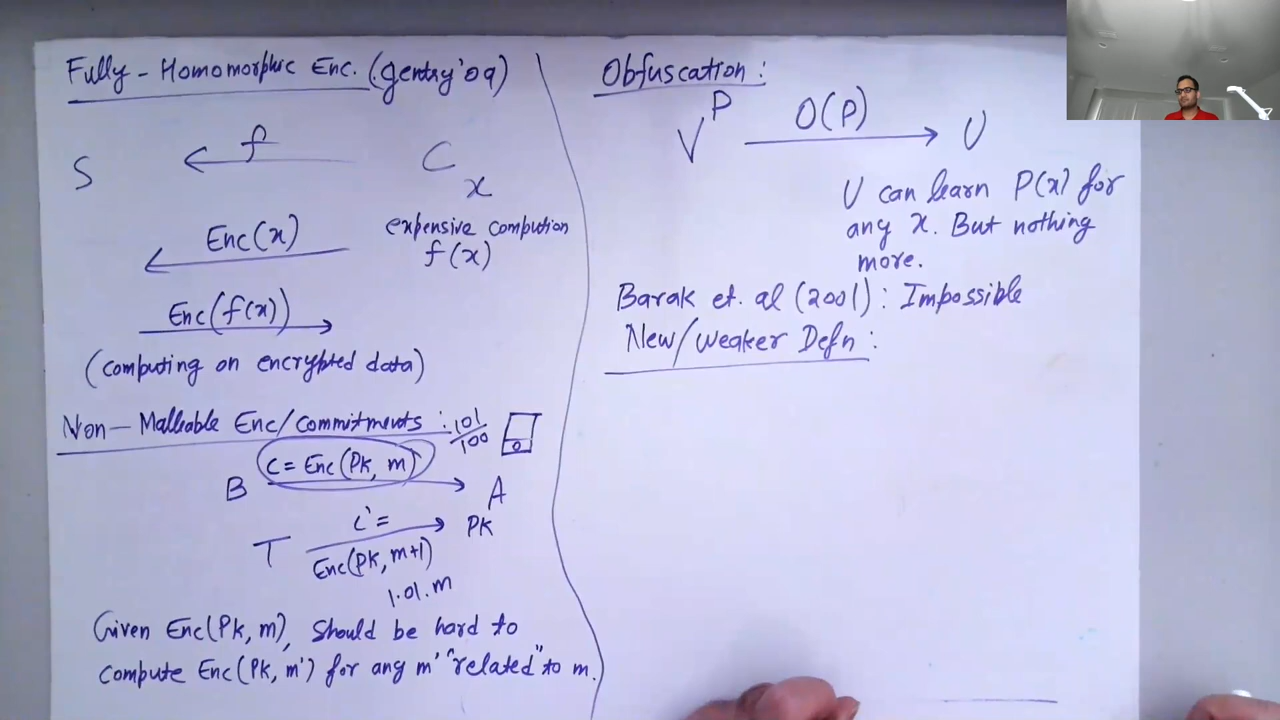 Fully-Homomorphic Enc. (Gentry'09)
f
S C
x
Enc(x)
expensive compution
f(x)
Enc(f(x))
(computing on encrypted data)
Non-Malleable Enc/commitments:
101
100
C = Enc(PK, m)
B A
C' = PK
T
Enc(PK, m+1)
1.01.m
Given Enc(PK, m), should be hard to
compute Enc(PK, m') for any m' "related" to m.
Obfuscation:
P
V O(P) U
U can learn P(x) for
any x. But nothing
more.
Barak et. al (2001): Impossible
New/Weaker Defn: